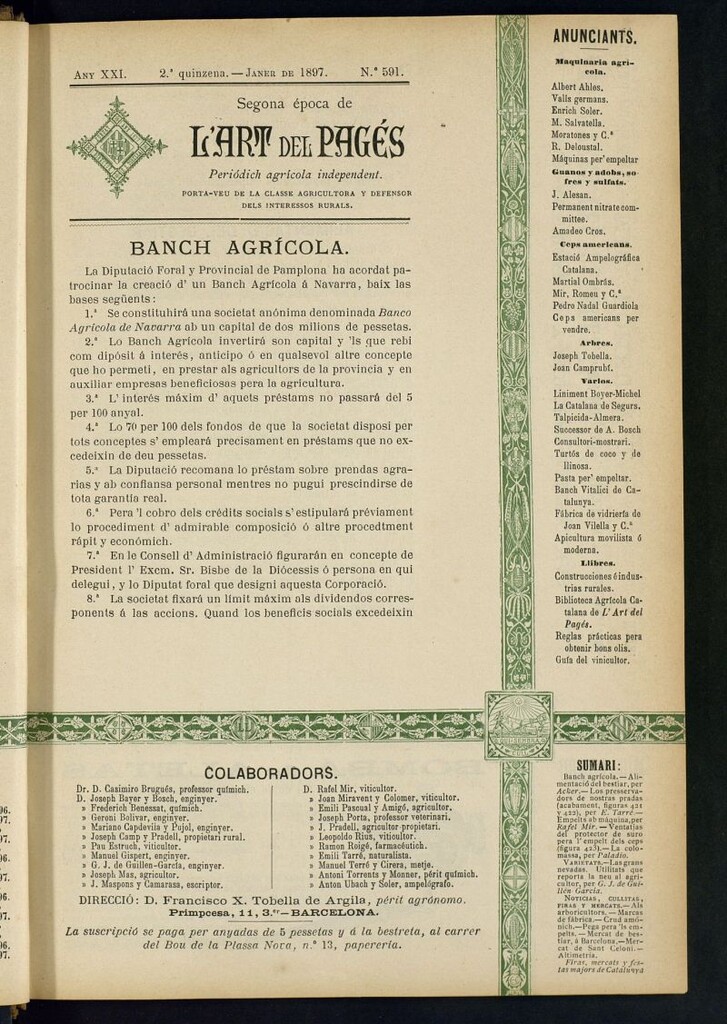 ANY XXI. 2.ª quinzena.—JANER DE 1897. N.º 591.
Segona época de
L'ART DEL PAGÉS
Periódich agrícola independent.
PORTA-VEU DE LA CLASSE AGRICULTORA Y DEFENSOR
DELS INTERESSOS RURALS.
BANCH AGRÍCOLA.
La Diputació Foral y Provincial de Pamplona ha acordat pa-
trocinar la creació d' un Banch Agrícola á Navarra, baix las
bases següents:
1.ª Se constituhirá una societat anónima denominada Banco
Agrícola de Navarra ab un capital de dos milions de pessetas.
2.ª Lo Banch Agrícola invertirá son capital y 'ls que rebi
com dipósit á interés, anticipo ó en qualsevol altre concepte
que ho permeti, en prestar als agricultors de la provincia y en
auxiliar empresas beneficiosas pera la agricultura.
3.ª L' interés máxim d' aquets préstams no passará del 5
per 100 anyal.
4.ª Lo 70 per 100 dels fondos de que la societat disposi per
tots conceptes s' empleará precisament en préstams que no ex-
cedeixin de deu pessetas.
5.ª La Diputació recomana lo préstam sobre prendas agra-
rias y ab confiansa personal mentres no pugui prescindirse de
tota garantía real.
6.ª Pera 'l cobro dels crédits socials s' estipulará préviament
lo procediment d' admirable composició ó altre procedtment
rápit y económich.
7.ª En le Consell d' Administració figurarán en concepte de
President l' Excm. Sr. Bisbe de la Diócessis ó persona en qui
delegui, y lo Diputat foral que designi aquesta Corporació.
8.ª La societat fixará un límit máxim als dividendos corres-
ponents á las accions. Quando los beneficis socials excedeixin
ANUNCIANTS.
Maquinaria agrí-
cola.
Albert Ahles.
Valls germans.
Enrich Soler.
M. Salvatella.
Moratones y C.ª
R. Deloustal.
Máquinas per' empeltar
Guanos y adobs, so-
fres y sulfats.
J. Alesan.
Permanent nitrate com-
mittee.
Amadeo Cros.
Ceps americans.
Estació Ampelográfica
Catalana.
Martial Ombrás.
Mir, Romeu y C.ª
Pedro Nadal Guardiola
Ceps americans per
vendre.
Arbres.
Joseph Tobella.
Joan Camprubí.
Varios.
Liniment Boyer-Michel
La Catalana de Segurs.
Talpicida-Almera.
Successor de A. Bosch
Consultori-mostrari.
Turtós de coco y de
llinosa.
Pasta per' empeltar.
Banch Vitalici de Ca-
talunya.
Fábrica de vidriería de
Joan Vilella y C.ª
Apicultura movilista ó
moderna.
Llibres.
Construcciones é indus-
trias rurales.
Biblioteca Agrícola Ca-
talana de L' Art del
Pagés.
Reglas prácticas pera
obtenir bons olis.
Guía del vinicultor.
COLABORADORS.
Dr. D. Casimiro Brugués, professor químich.
D. Joseph Bayer y Bosch, enginyer.
» Frederich Benessat, químich.
» Geroni Bolivar, enginyer.
» Mariano Capdevila y Pujol, enginyer.
» Joseph Camp y Pradell, propietari rural.
» Pau Estruch, viticultor.
» Manuel Gispert, enginyer.
» G. J. de Guillen-García, enginyer.
» Joseph Mas, agricultor.
» J. Maspons y Camarasa, escriptor.
D. Rafel Mir, viticultor.
» Joan Miravent y Colomer, viticultor.
» Emili Pascual y Amigó, agricultor.
» Joseph Porta, professor veterinari.
» J. Pradell, agricultor-propietari.
» Leopoldo Rius, viticultor.
» Ramon Roigé, farmacéutich.
» Emili Tarré, naturalista.
» Manuel Terré y Cirera, metje.
» Antoni Torrents y Monner, périt químich.
» Anton Ubach y Soler, ampelógrafo.
DIRECCIÓ: D. Francisco X. Tobella de Argila, périt agrónomo.
Primpcesa, 11, 3.er—BARCELONA.
La suscripció se paga per anyadas de 5 pessetas y á la bestreta, al carrer
del Bou de la Plassa Nova, n.º 13, papereria.
SUMARI:
Banch agrícola.—Ali-
mentació del bestiar, per
Acker.—Los preserva-
dors de nostras pradas
(acabument, figuras 421
y 422), per E. Tarré.—
Empelts ab máquina, per
Rafel Mir.—Ventatjas
del protector de suro
pera l' empelt dels ceps
(figura 423).—La colo-
massa, per Paladio.
VARIETATS.—Las grans
nevadas. Utilitats que
reporta la neu al agri-
cultor, per G. J. de Gui-
llén García.
NOTICIAS, CULLITAS,
FIRAS Y MERCATS.—Als
arboricultors.—Marcas
de fábrica.—Crud amó-
nich.—Pega pera 'ls em-
pelts.—Mercat de bes-
tiar, á Barcelona.—Mer-
cat de Sant Celoni.—
Altimetria.
Firas, mercats y fes-
tas majors de Catalunya